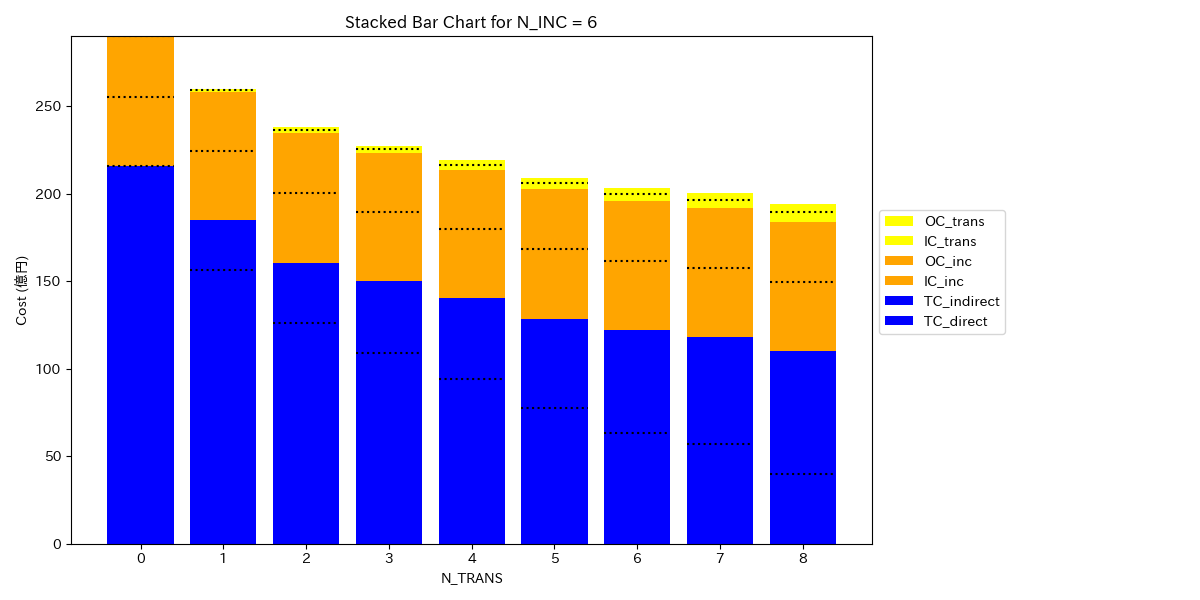 Stacked Bar Chart for N_INC = 6
Cost (億円)
250
200
150
100
50
0
0 1 2 3 4 5 6 7 8
N_TRANS
OC_trans
IC_trans
OC_inc
IC_inc
TC_indirect
TC_direct